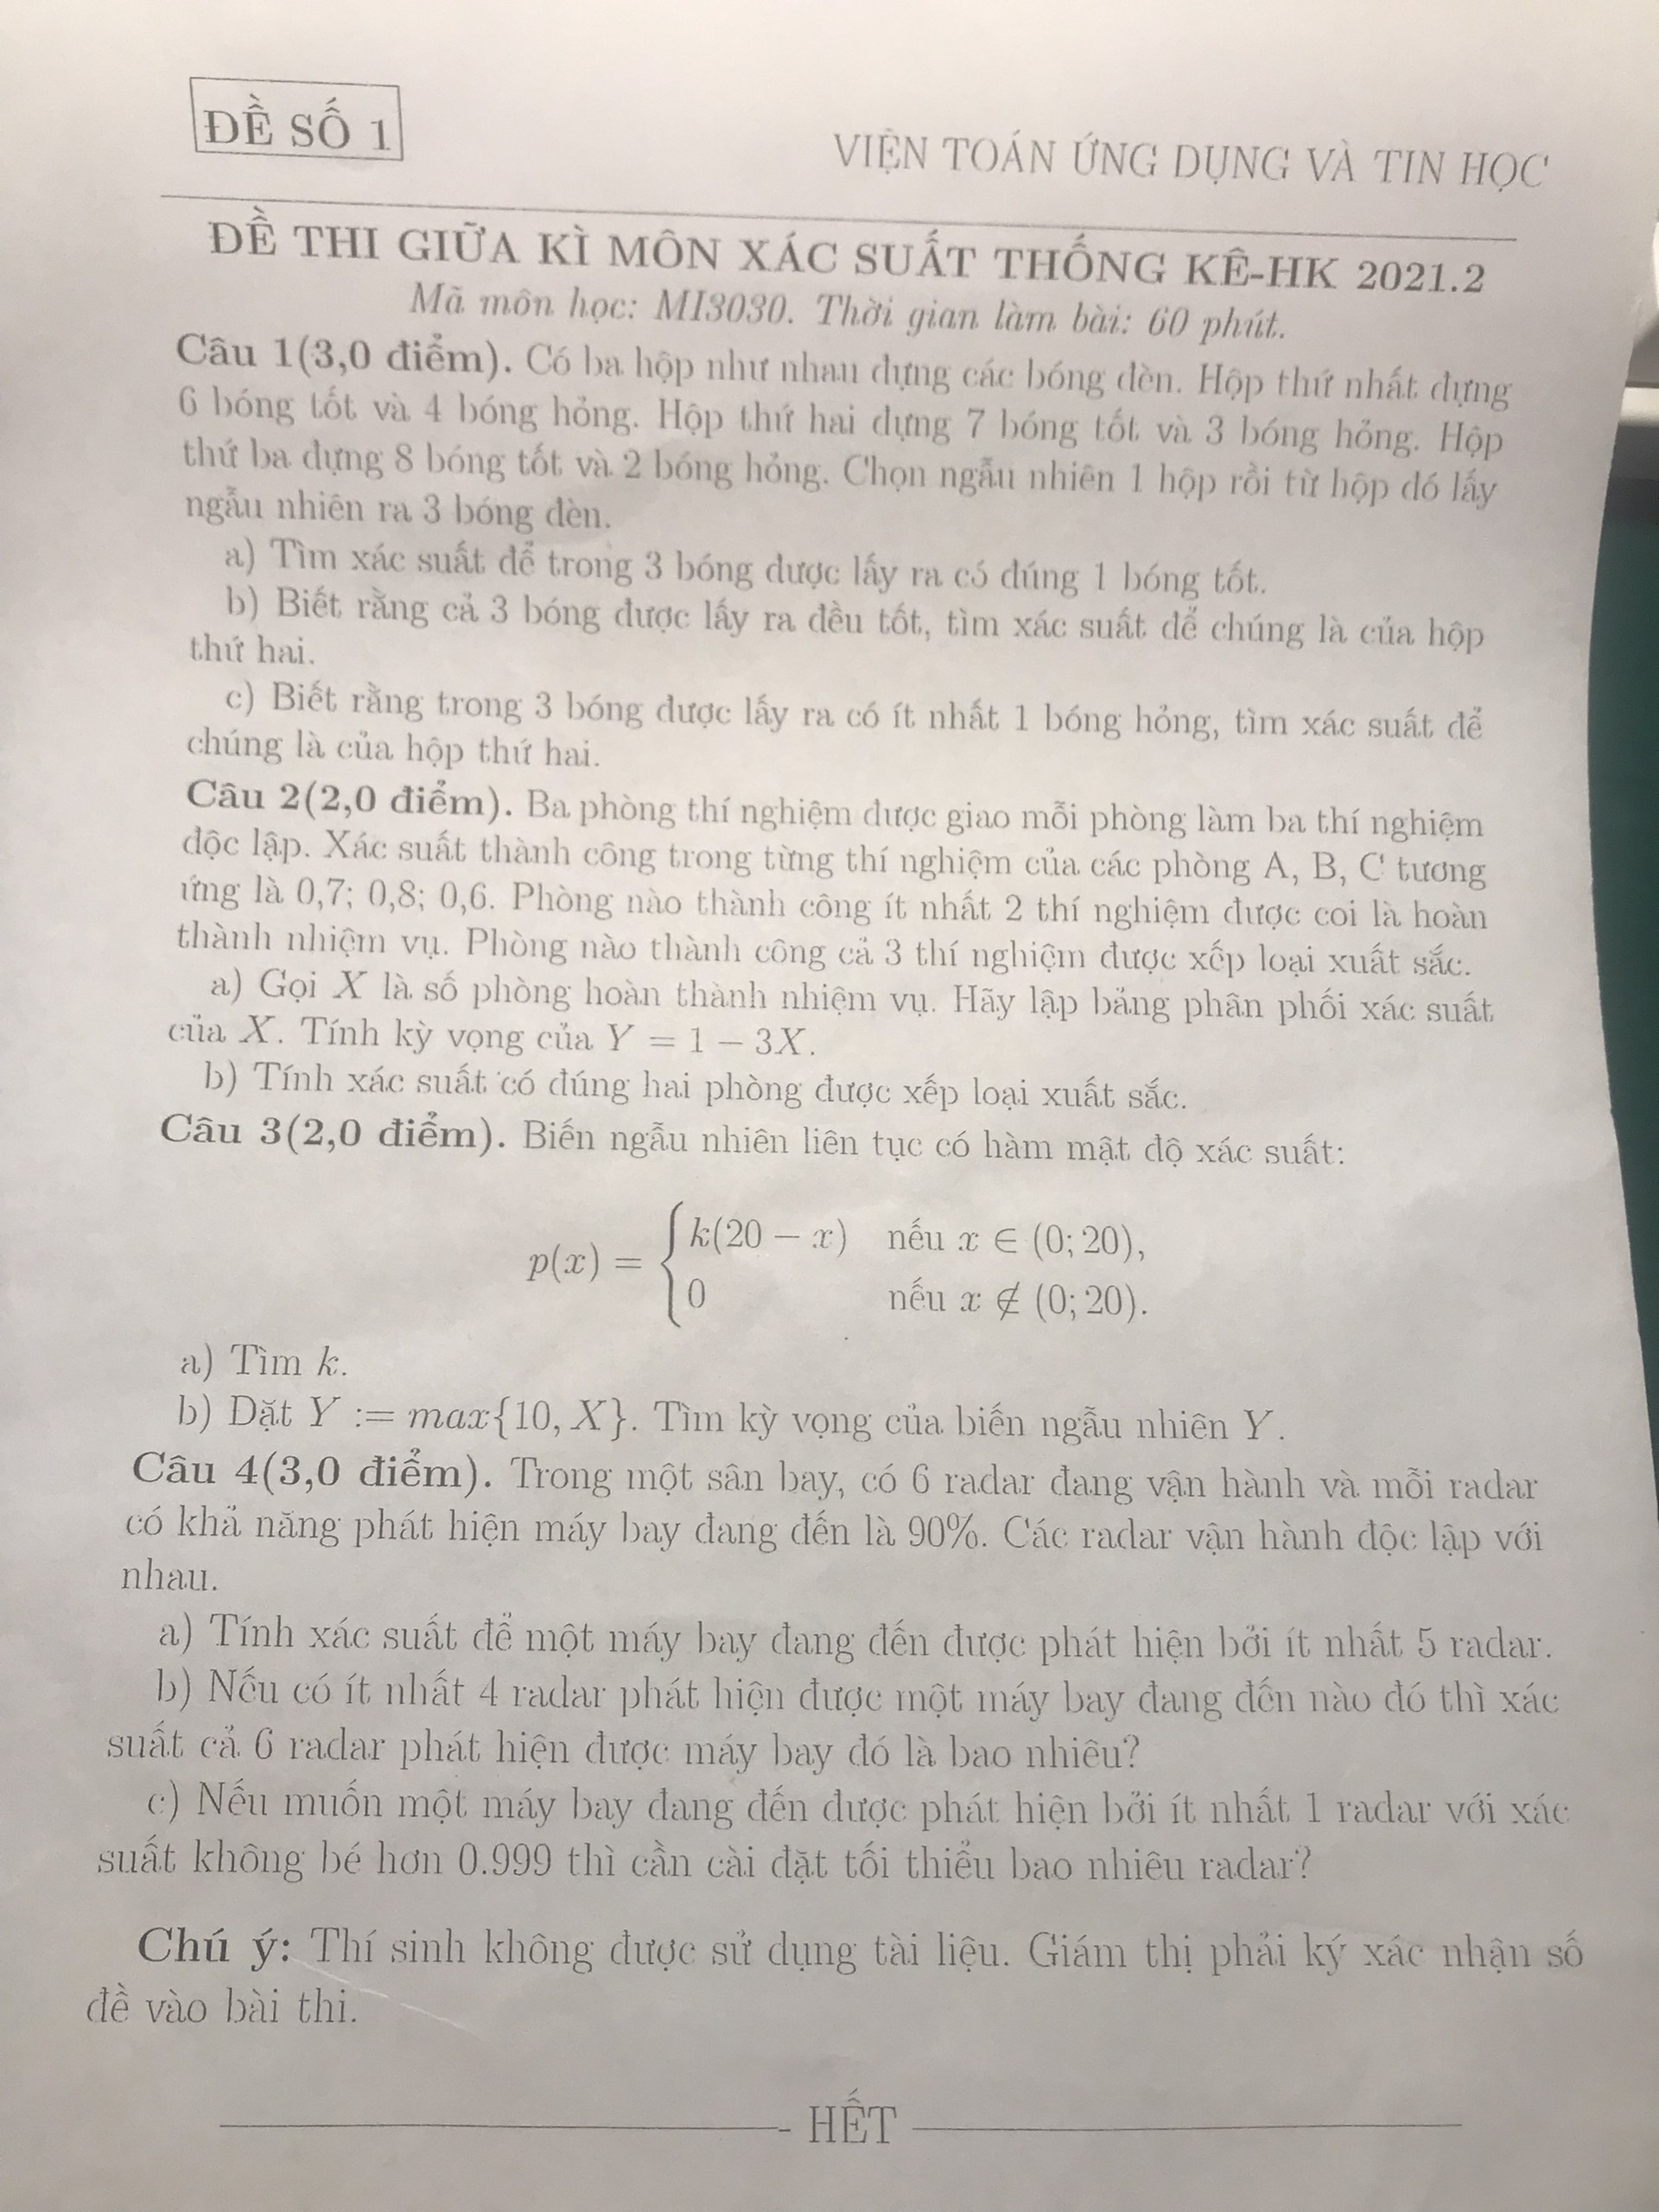 ĐỀ SỐ 1
VIỆN TOÁN ỨNG DỤNG VÀ TIN HỌC
ĐỀ THI GIỮA KÌ MÔN XÁC SUẤT THỐNG KÊ-HK 2021.2
Mã môn học: MI3030. Thời gian làm bài: 60 phút.
Câu 1(3,0 điểm). Có ba hộp như nhau đựng các bóng đèn. Hộp thứ nhất đựng
6 bóng tốt và 4 bóng hỏng. Hộp thứ hai đựng 7 bóng tốt và 3 bóng hỏng. Hộp
thứ ba đựng 8 bóng tốt và 2 bóng hỏng. Chọn ngẫu nhiên 1 hộp rồi từ hộp đó lấy
ngẫu nhiên ra 3 bóng đèn.
a) Tìm xác suất để trong 3 bóng được lấy ra có đúng 1 bóng tốt.
b) Biết rằng cả 3 bóng được lấy ra đều tốt, tìm xác suất để chúng là của hộp
thứ hai.
c) Biết rằng trong 3 bóng được lấy ra có ít nhất 1 bóng hỏng, tìm xác suất để
chúng là của hộp thứ hai.
Câu 2(2,0 điểm). Ba phòng thí nghiệm được giao mỗi phòng làm ba thí nghiệm
độc lập. Xác suất thành công trong từng thí nghiệm của các phòng A, B, C tương
ứng là 0,7; 0,8; 0,6. Phòng nào thành công ít nhất 2 thí nghiệm được coi là hoàn
thành nhiệm vụ. Phòng nào thành công cả 3 thí nghiệm được xếp loại xuất sắc.
a) Gọi X là số phòng hoàn thành nhiệm vụ. Hãy lập bảng phân phối xác suất
của X. Tính kỳ vọng của Y = 1 − 3X.
b) Tính xác suất có đúng hai phòng được xếp loại xuất sắc.
Câu 3(2,0 điểm). Biến ngẫu nhiên liên tục có hàm mật độ xác suất:
p(x) = { k(20 − x) nếu x ∈ (0; 20),
0 nếu x ∉ (0; 20).
a) Tìm k.
b) Đặt Y := max{10, X}. Tìm kỳ vọng của biến ngẫu nhiên Y.
Câu 4(3,0 điểm). Trong một sân bay, có 6 radar đang vận hành và mỗi radar
có khả năng phát hiện máy bay đang đến là 90%. Các radar vận hành độc lập với
nhau.
a) Tính xác suất để một máy bay đang đến được phát hiện bởi ít nhất 5 radar.
b) Nếu có ít nhất 4 radar phát hiện được một máy bay đang đến nào đó thì xác
suất cả 6 radar phát hiện được máy bay đó là bao nhiêu?
c) Nếu muốn một máy bay đang đến được phát hiện bởi ít nhất 1 radar với xác
suất không bé hơn 0.999 thì cần cài đặt tối thiểu bao nhiêu radar?
Chú ý: Thí sinh không được sử dụng tài liệu. Giám thị phải ký xác nhận số
đề vào bài thi.
HẾT